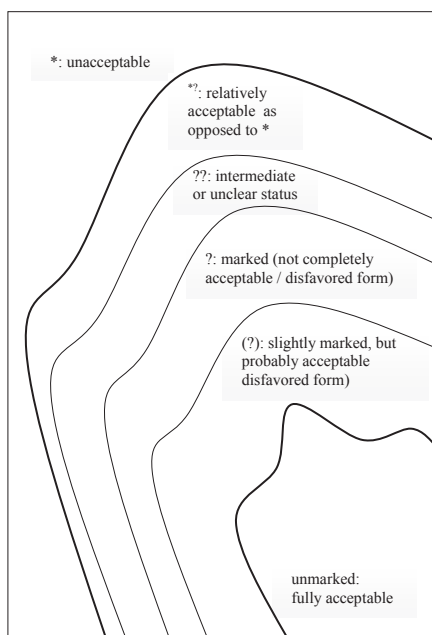 *: unacceptable
*?: relatively
acceptable as
opposed to *
??: intermediate
or unclear status
?: marked (not completely
acceptable / disfavored form)
(?): slightly marked, but
probably acceptable
disfavored form)
unmarked:
fully acceptable